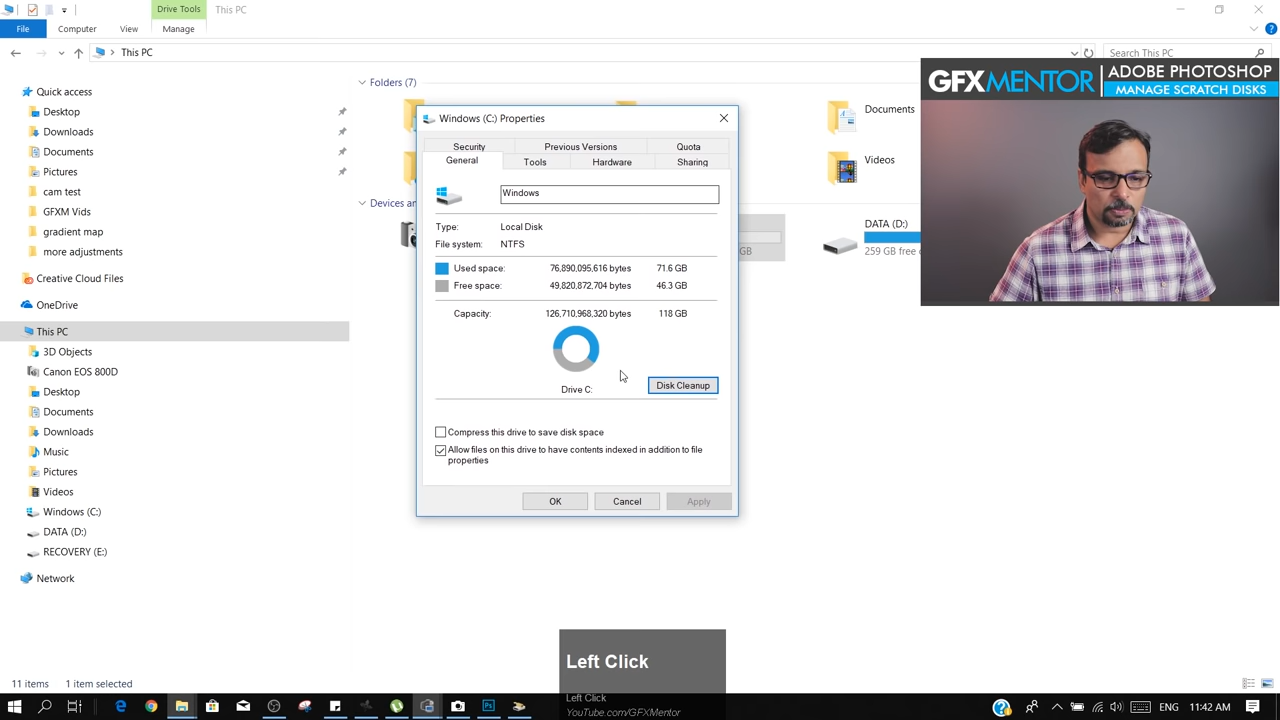 Drive Tools
This PC
File
Computer
View
Manage
This PC
Search This PC
Quick access
Desktop
Downloads
Documents
Pictures
cam test
GFXM Vids
gradient map
more adjustments
Creative Cloud Files
OneDrive
This PC
3D Objects
Canon EOS 800D
Desktop
Documents
Downloads
Music
Pictures
Videos
Windows (C:)
DATA (D:)
RECOVERY (E:)
Network
Folders (7)
Documents
Videos
Devices an
DATA (D:)
259 GB free
GB
Windows (C:) Properties
Security
Previous Versions
Quota
General
Tools
Hardware
Sharing
Windows
Type: Local Disk
File system: NTFS
Used space: 76,890,095,616 bytes 71.6 GB
Free space: 49,820,872,704 bytes 46.3 GB
Capacity: 126,710,968,320 bytes 118 GB
Drive C:
Disk Cleanup
Compress this drive to save disk space
Allow files on this drive to have contents indexed in addition to file
properties
OK
Cancel
Apply
GFXMENTOR
ADOBE PHOTOSHOP
MANAGE SCRATCH DISKS
Left Click
Left Click
YouTube.com/GFXMentor
11 items
1 item selected
ENG
11:42 AM